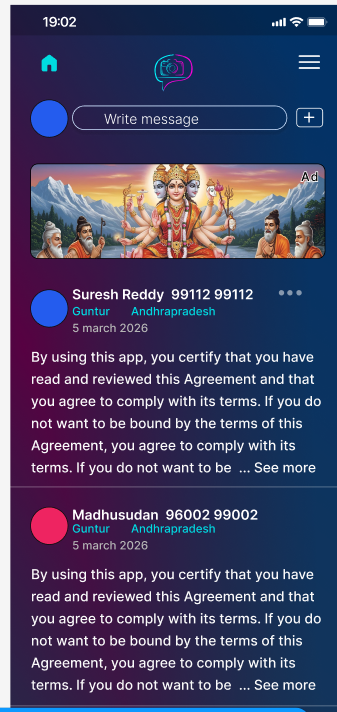 19:02
Write message
Ad
Suresh Reddy 99112 99112
Guntur Andhrapradesh
5 march 2026
By using this app, you certify that you have
read and reviewed this Agreement and that
you agree to comply with its terms. If you do
not want to be bound by the terms of this
Agreement, you agree to comply with its
terms. If you do not want to be ... See more
Madhusudan 96002 99002
Guntur Andhrapradesh
5 march 2026
By using this app, you certify that you have
read and reviewed this Agreement and that
you agree to comply with its terms. If you do
not want to be bound by the terms of this
Agreement, you agree to comply with its
terms. If you do not want to be ... See more